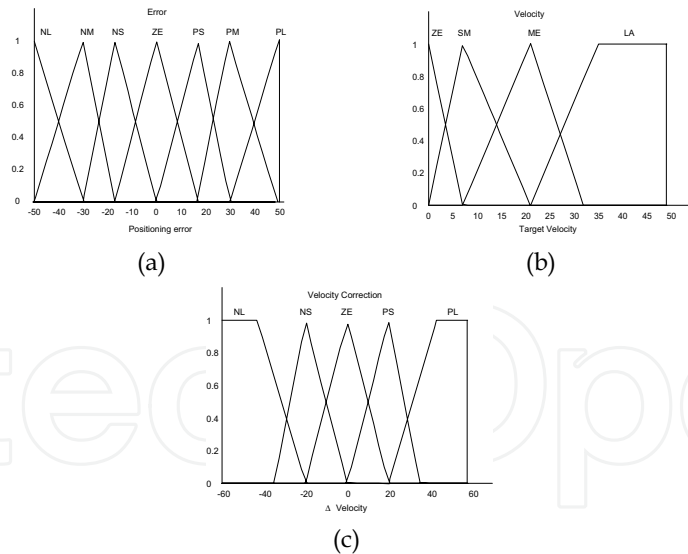 Error
NL NM NS ZE PS PM PL
1
0.8
0.6
0.4
0.2
0
-50 -40 -30 -20 -10 0 10 20 30 40 50
Positioning error
(a)
Velocity
ZE SM ME LA
1
0.8
0.6
0.4
0.2
0
0 5 10 15 20 25 30 35 40 45 50
Target Velocity
(b)
Velocity Correction
NL NS ZE PS PL
1
0.8
0.6
0.4
0.2
0
-60 -40 -20 0 20 40 60
Δ Velocity
(c)